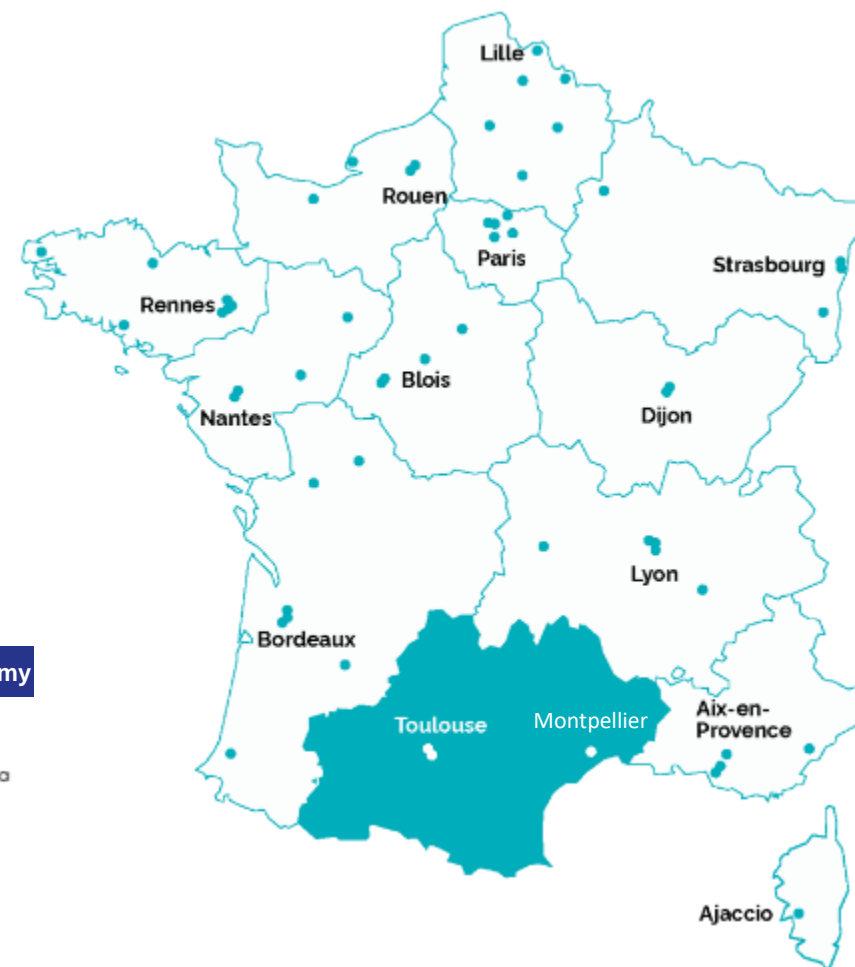 Lille
Rouen
Paris
Strasbourg
Rennes
Blois
Nantes
Dijon
Lyon
Bordeaux
my
Toulouse
Montpellier
Aix-en-
Provence
a
Ajaccio